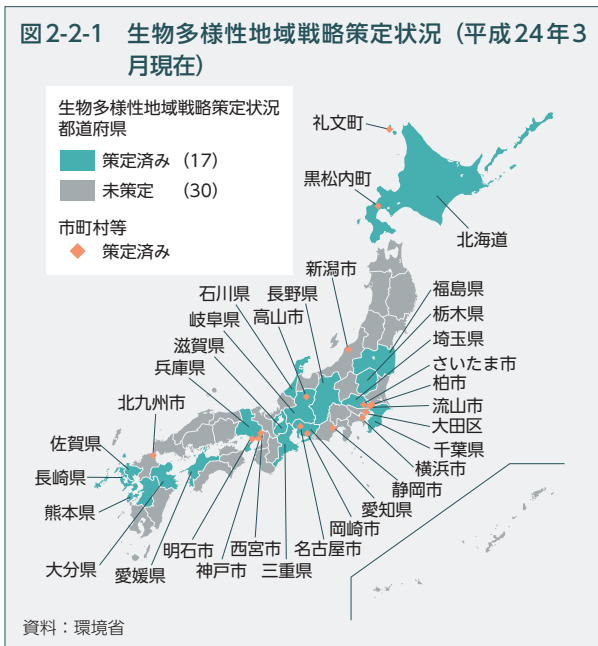 図2-2-1 生物多様性地域戦略策定状況（平成24年3
月現在）
生物多様性地域戦略策定状況
都道府県
策定済み（17）
未策定（30）
市町村等
策定済み
礼文町
黒松内町
北海道
新潟市
石川県
長野県
福島県
岐阜県
高山市
栃木県
滋賀県
埼玉県
兵庫県
さいたま市
柏市
北九州市
流山市
大田区
佐賀県
千葉県
長崎県
横浜市
静岡市
熊本県
愛知県
岡崎市
大分県
愛媛県
明石市
神戸市
西宮市
三重県
名古屋市
資料：環境省